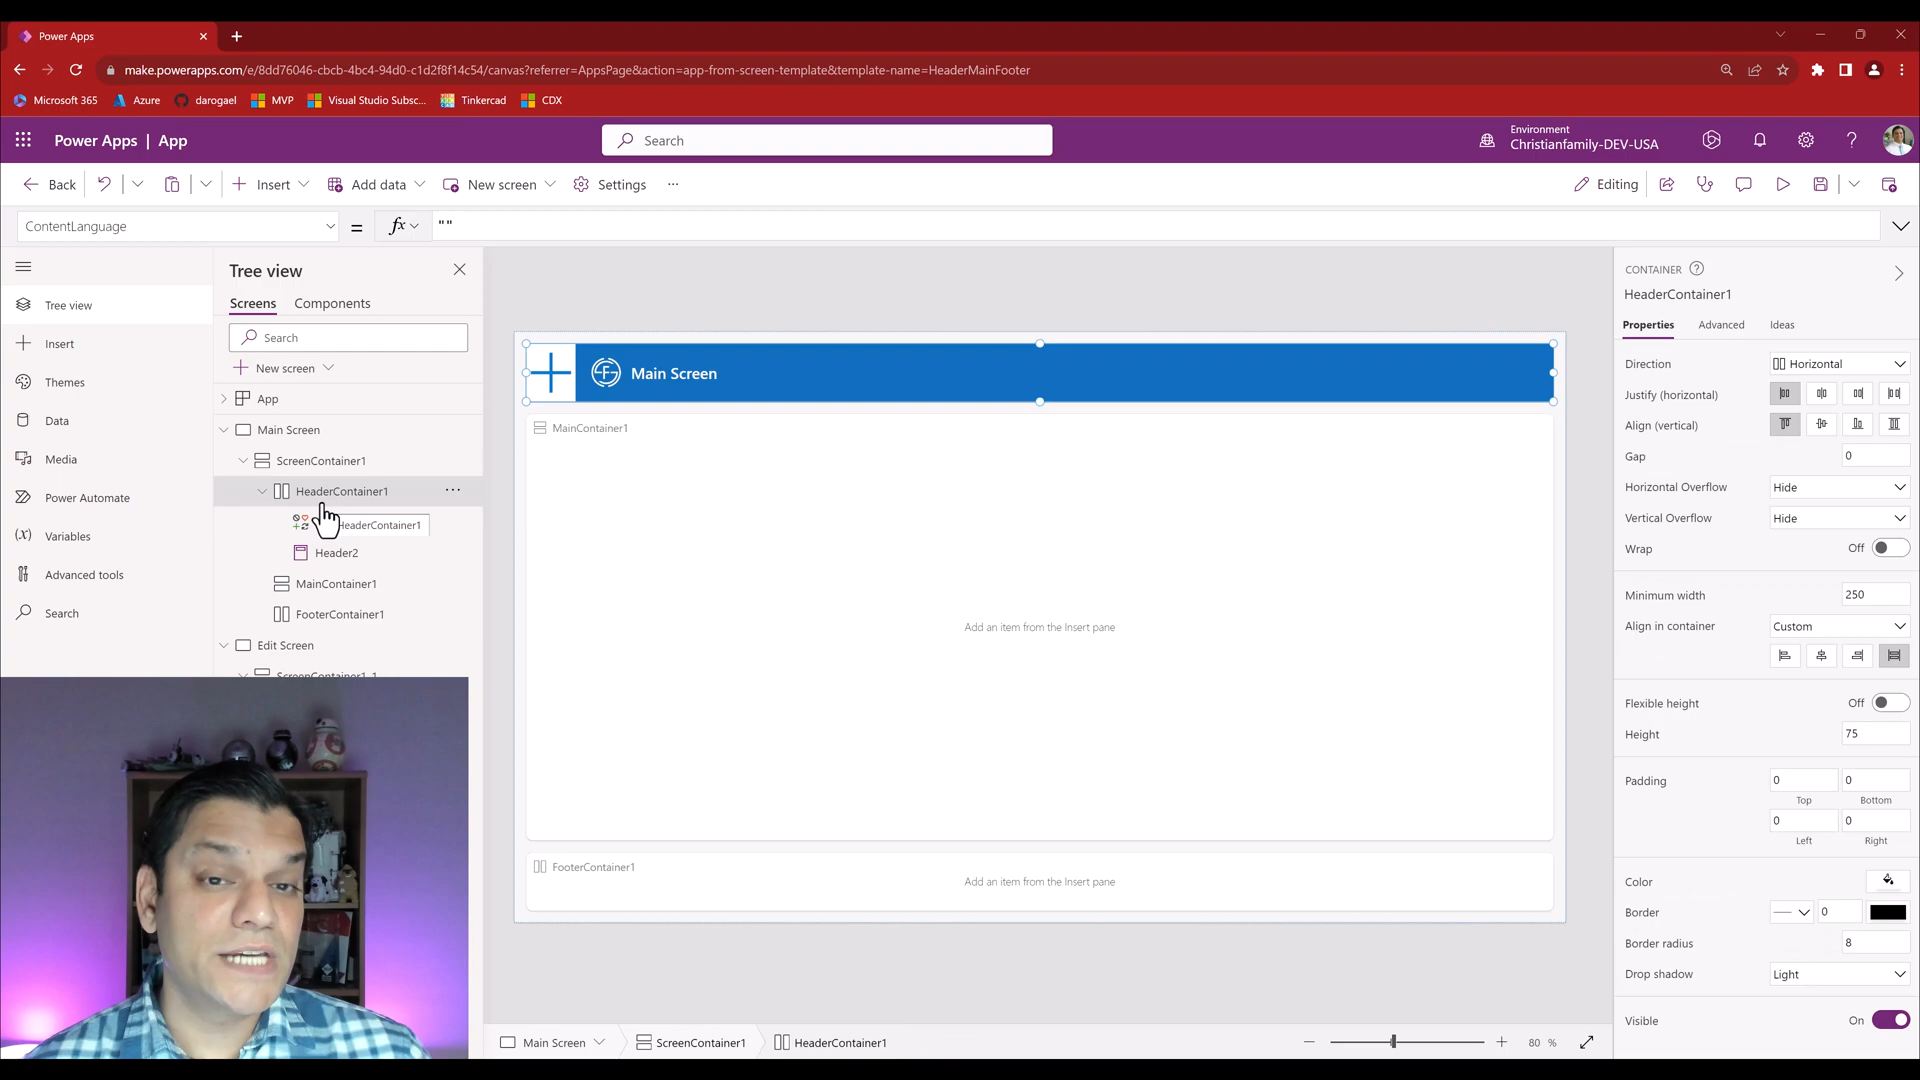 Power Apps
make.powerapps.com/e/8dd76046-cbcb-4bc4-94d0-c1d2f8f14c54/canvas?referrer=AppsPage&action=app-from-screen-template&template-name=HeaderMainFooter
Microsoft 365 Azure darogael MVP Visual Studio Subsc... Tinkercad CDX
Power Apps | App
Search
Environment
Christianfamily-DEV-USA
Back Insert Add data New screen Settings ... Editing
ContentLanguage = fx ""
Tree view
Screens Components
Search
New screen
App
Main Screen
ScreenContainer1
HeaderContainer1 ...
HeaderContainer1
Header2
MainContainer1
FooterContainer1
Edit Screen
ScreenContainer1_1
Tree view
Insert
Themes
Data
Media
Power Automate
Variables
Advanced tools
Search
Main Screen
MainContainer1
Add an item from the Insert pane
FooterContainer1
Add an item from the Insert pane
CONTAINER
HeaderContainer1
Properties Advanced Ideas
Direction Horizontal
Justify (horizontal)
Align (vertical)
Gap 0
Horizontal Overflow Hide
Vertical Overflow Hide
Wrap Off
Minimum width 250
Align in container Custom
Flexible height Off
Height 75
Padding 0 0
Top Bottom
0 0
Left Right
Color
Border 0
Border radius 8
Drop shadow Light
Visible On
Main Screen ScreenContainer1 HeaderContainer1 80 %